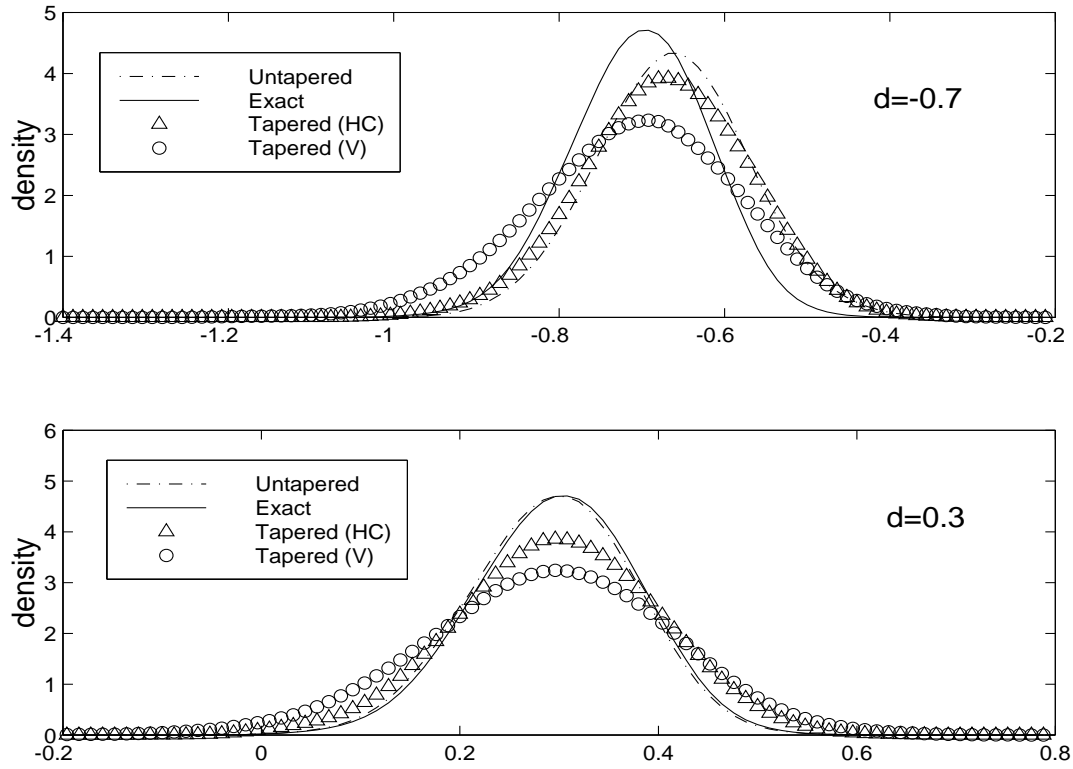 5
4
3
2
1
0
density
Untapered
Exact
Tapered (HC)
Tapered (V)
d=-0.7
-1.4 -1.2 -1 -0.8 -0.6 -0.4 -0.2
6
5
4
3
2
1
0
density
Untapered
Exact
Tapered (HC)
Tapered (V)
d=0.3
-0.2 0 0.2 0.4 0.6 0.8